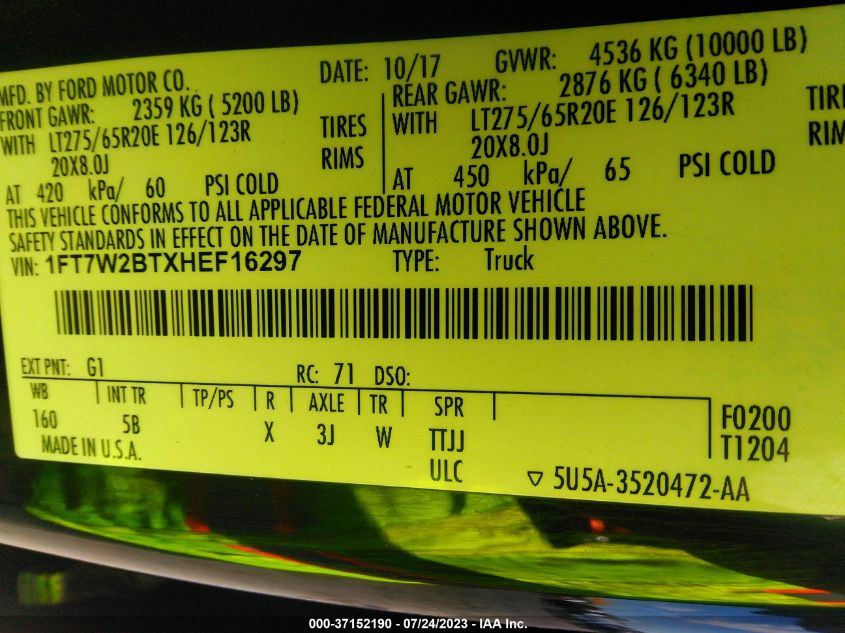 MFD. BY FORD MOTOR CO. DATE: 10/17 GVWR: 4536 KG (10000 LB)
FRONT GAWR: 2359 KG ( 5200 LB) REAR GAWR: 2876 KG ( 6340 LB)
WITH LT275/65R20E 126/123R TIRES WITH LT275/65R20E 126/123R
20X8.0J RIMS 20X8.0J RIMS
AT 420 kPa/ 60 PSI COLD AT 450 kPa/ 65 PSI COLD
THIS VEHICLE CONFORMS TO ALL APPLICABLE FEDERAL MOTOR VEHICLE
SAFETY STANDARDS IN EFFECT ON THE DATE OF MANUFACTURE SHOWN ABOVE.
VIN: 1FT7W2BTXHEF16297 TYPE: Truck
EXT PNT: G1 RC: 71 DSO:
WB INT TR TP/PS R AXLE TR SPR
160 5B X 3J W TTJJ F0200
MADE IN U.S.A. ULC T1204
5U5A-3520472-AA
000-37152190 - 07/24/2023 - IAA Inc.